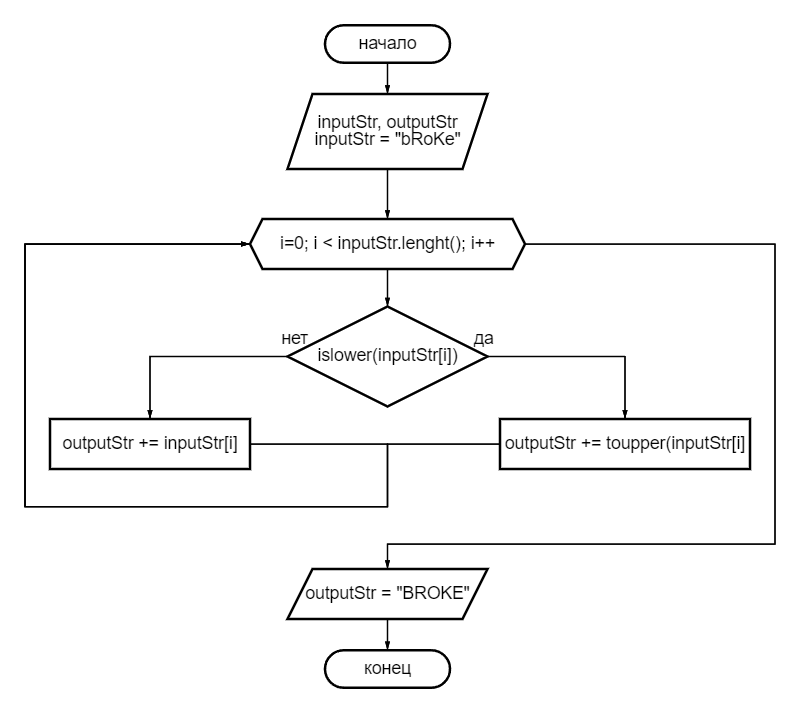 начало
inputStr, outputStr
inputStr = "bRoKe"
i=0; i < inputStr.lenght(); i++
нет
да
islower(inputStr[i])
outputStr += inputStr[i]
outputStr += toupper(inputStr[i]
outputStr = "BROKE"
конец